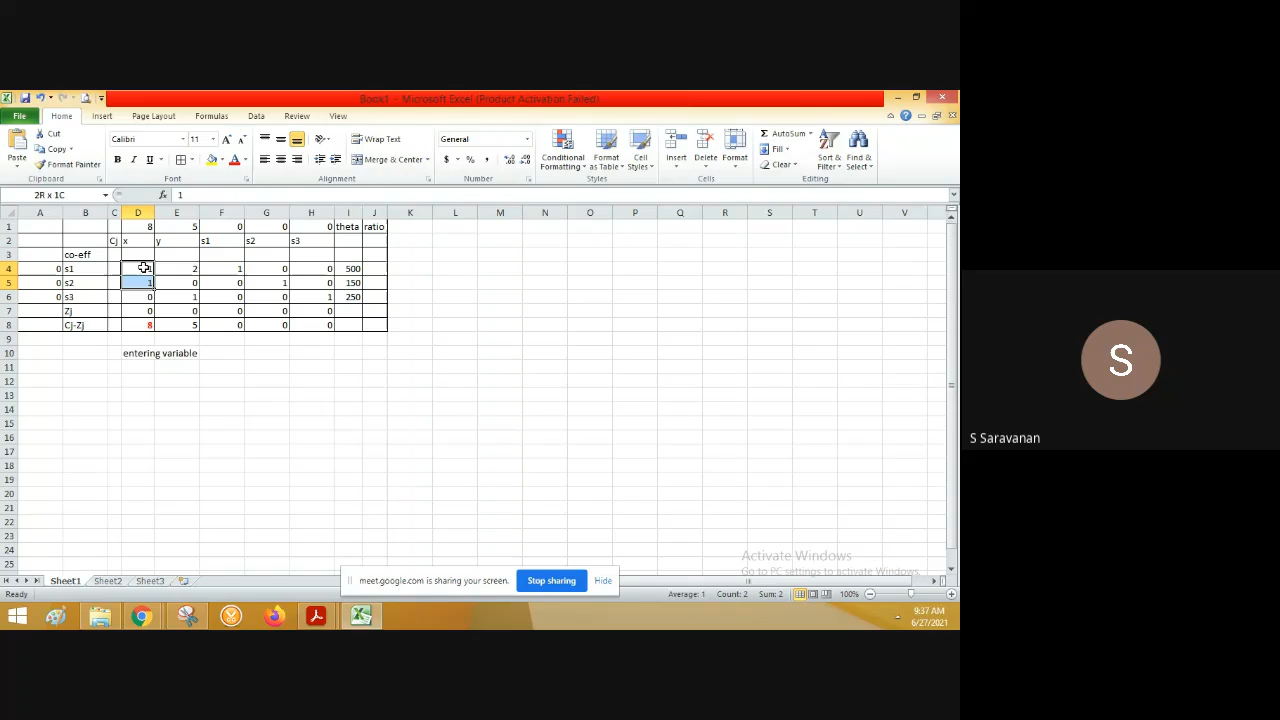 Book1 - Microsoft Excel (Product Activation Failed)
File Home Insert Page Layout Formulas Data Review View
Cut
Copy
Format Painter
Paste
Clipboard
Calibri 11
B I U
Font
Wrap Text
Merge & Center
Alignment
General
$ % ,
Number
Conditional Formatting
Format as Table
Cell Styles
Styles
Insert Delete Format
Cells
AutoSum
Fill
Clear
Sort & Filter
Find & Select
Editing
2R x 1C fx 1
A B C D E F G H I J K L M N O P Q R S T U V
1 8 5 0 0 0 theta ratio
2 Cj x y s1 s2 s3
3 co-eff
4 0 s1 1 2 1 0 0 500
5 0 s2 1 0 0 1 0 150
6 0 s3 0 1 0 0 1 250
7 Zj 0 0 0 0 0
8 Cj-Zj 8 5 0 0 0
9
10 entering variable
11
12
13
14
15
16
17
18
19
20
21
22
23
24
25
Activate Windows
Go to PC settings to activate Windows.
Sheet1 Sheet2 Sheet3
meet.google.com is sharing your screen. Stop sharing Hide
Ready Average: 1 Count: 2 Sum: 2 100%
9:37 AM
6/27/2021
S
S Saravanan